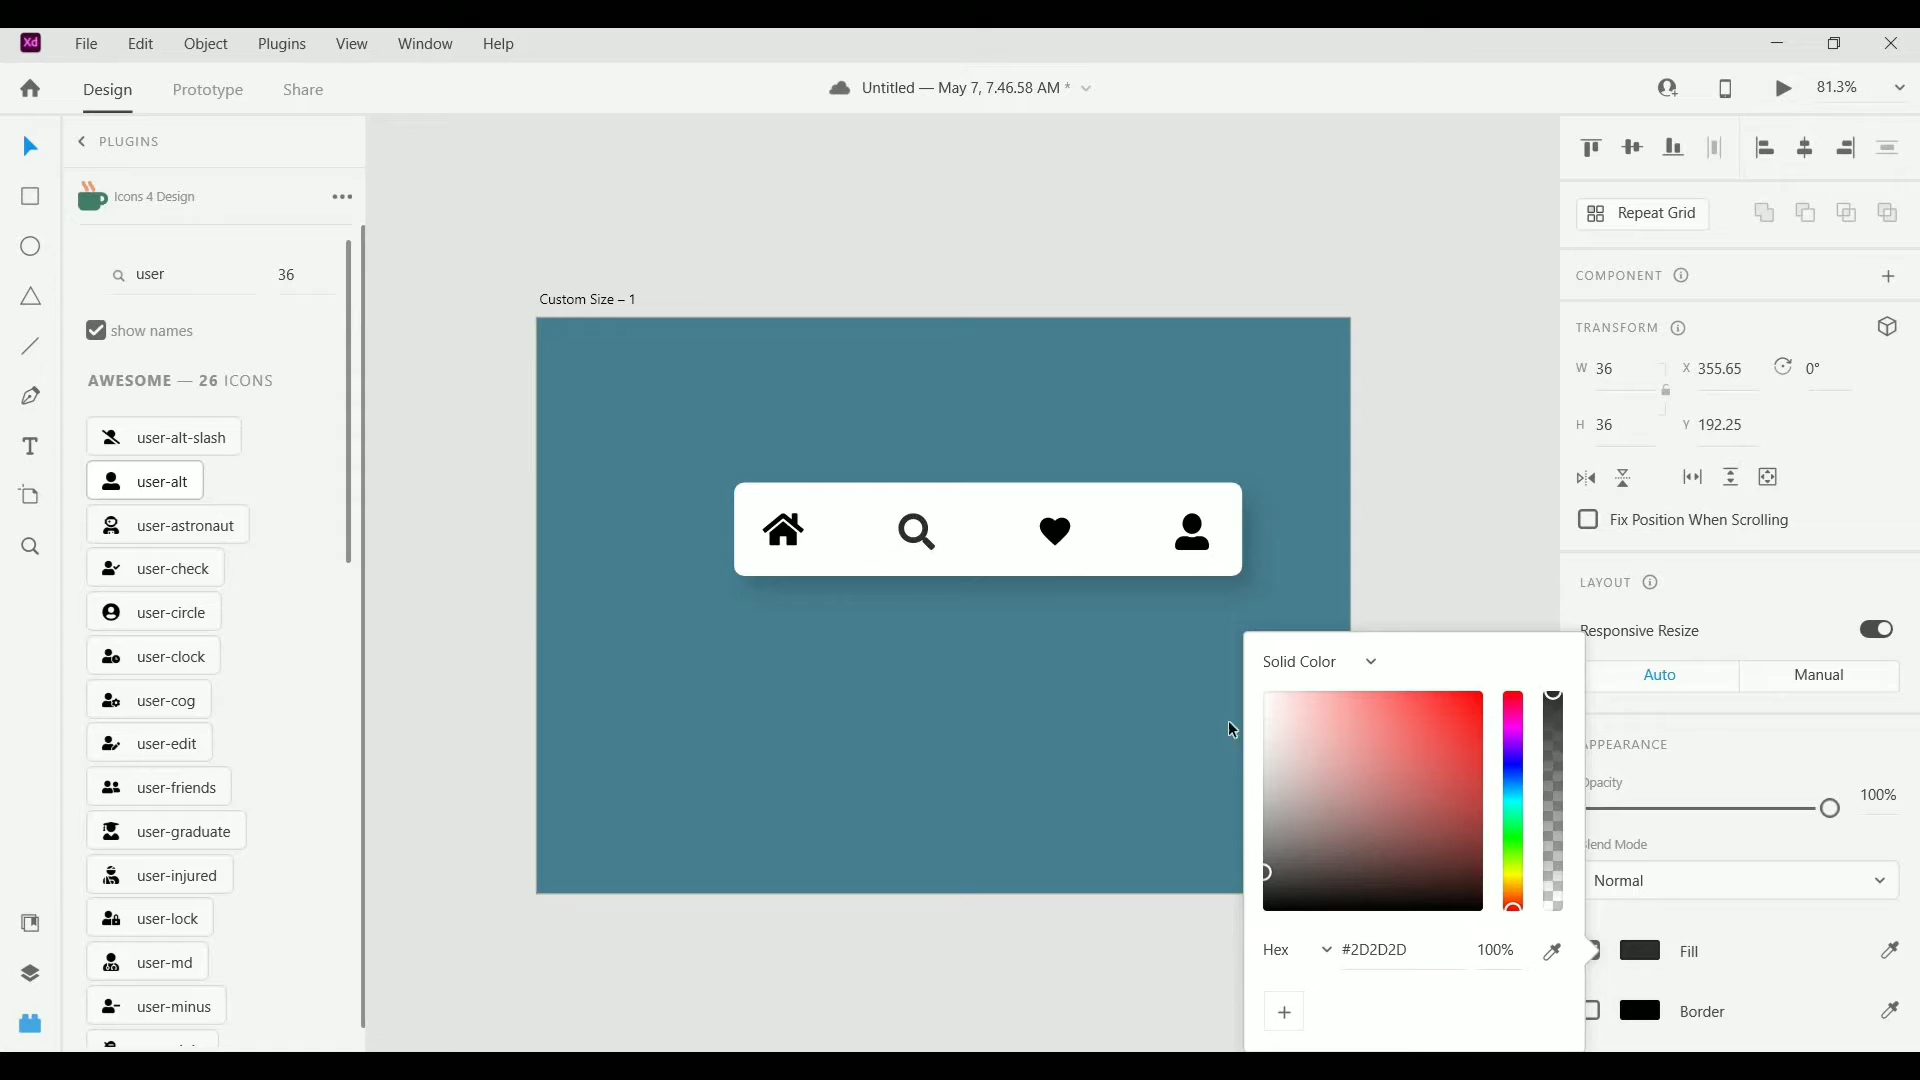 Xd File Edit Object Plugins View Window Help
Design Prototype Share
Untitled — May 7, 7.46.58 AM *
81.3%
PLUGINS
Icons 4 Design
user 36
show names
AWESOME — 26 ICONS
user-alt-slash
user-alt
user-astronaut
user-check
user-circle
user-clock
user-cog
user-edit
user-friends
user-graduate
user-injured
user-lock
user-md
user-minus
Custom Size – 1
Solid Color
Hex #2D2D2D 100%
Repeat Grid
COMPONENT
TRANSFORM
W 36 X 355.65 0°
H 36 Y 192.25
Fix Position When Scrolling
LAYOUT
Responsive Resize
Auto Manual
PPEARANCE
Opacity
100%
lend Mode
Normal
Fill
Border